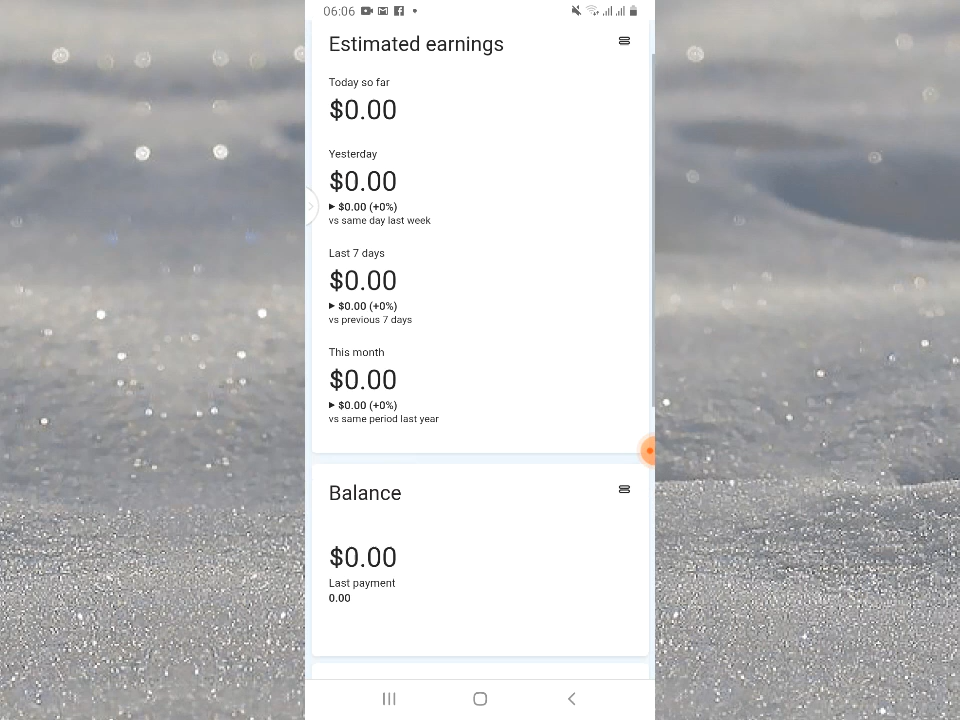 06:06
Estimated earnings
Today so far
$0.00
Yesterday
$0.00
$0.00 (+0%)
vs same day last week
Last 7 days
$0.00
$0.00 (+0%)
vs previous 7 days
This month
$0.00
$0.00 (+0%)
vs same period last year
Balance
$0.00
Last payment
0.00